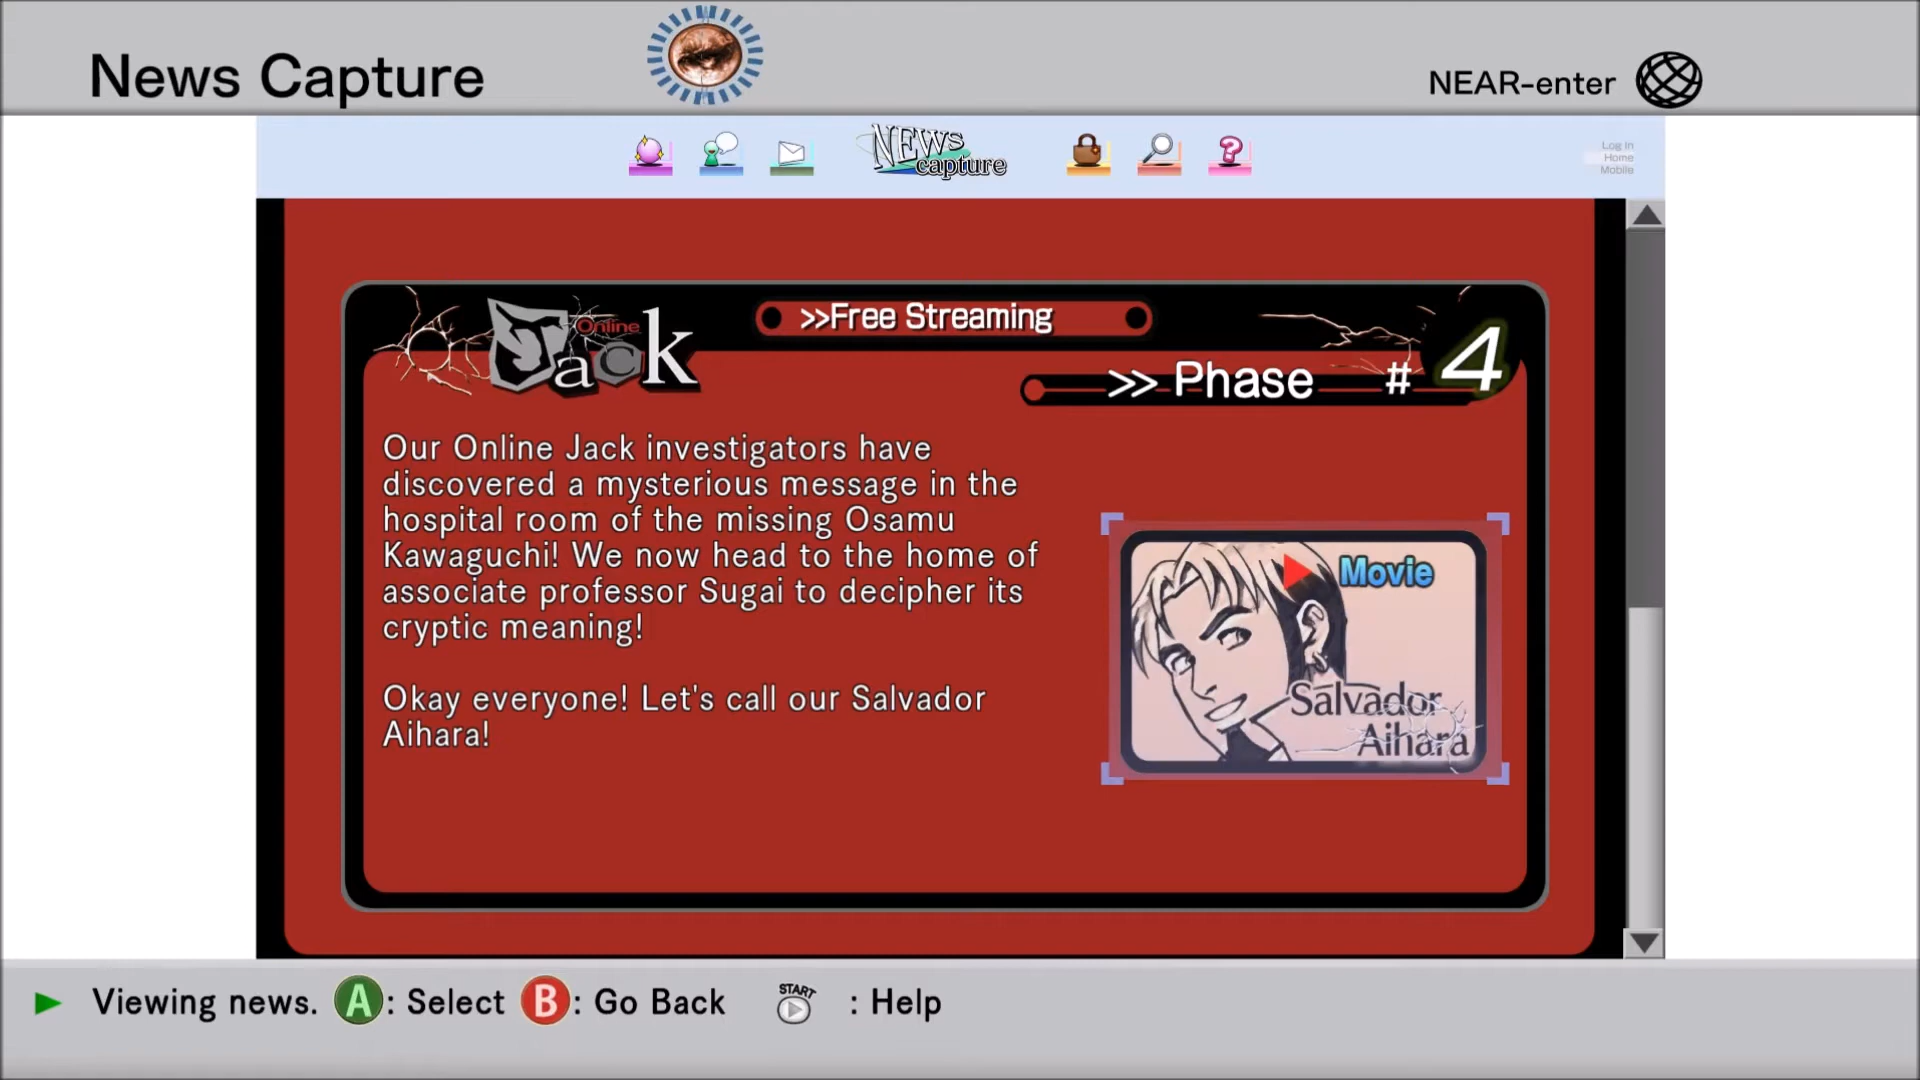 News Capture
NEAR-enter
NEWS
capture
Log In
Home
Mobile
Online
Jack
>>Free Streaming
>> Phase # 4
Our Online Jack investigators have
discovered a mysterious message in the
hospital room of the missing Osamu
Kawaguchi! We now head to the home of
associate professor Sugai to decipher its
cryptic meaning!
Okay everyone! Let's call our Salvador
Aihara!
Movie
Salvador
Aihara
Viewing news. A : Select B : Go Back START : Help